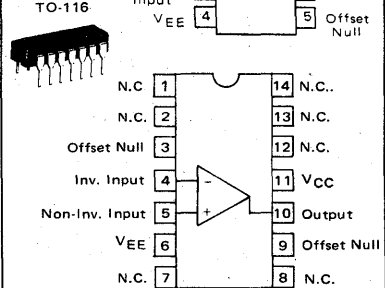 TO-116
Input
VEE 4
5 Offset
Null
N.C 1
14 N.C..
N.C. 2
13 N.C.
Offset Null 3
12 N.C.
Inv. Input 4
-
11 VCC
Non-Inv. Input 5
+
10 Output
VEE 6
9 Offset Null
N.C. 7
8 N.C.